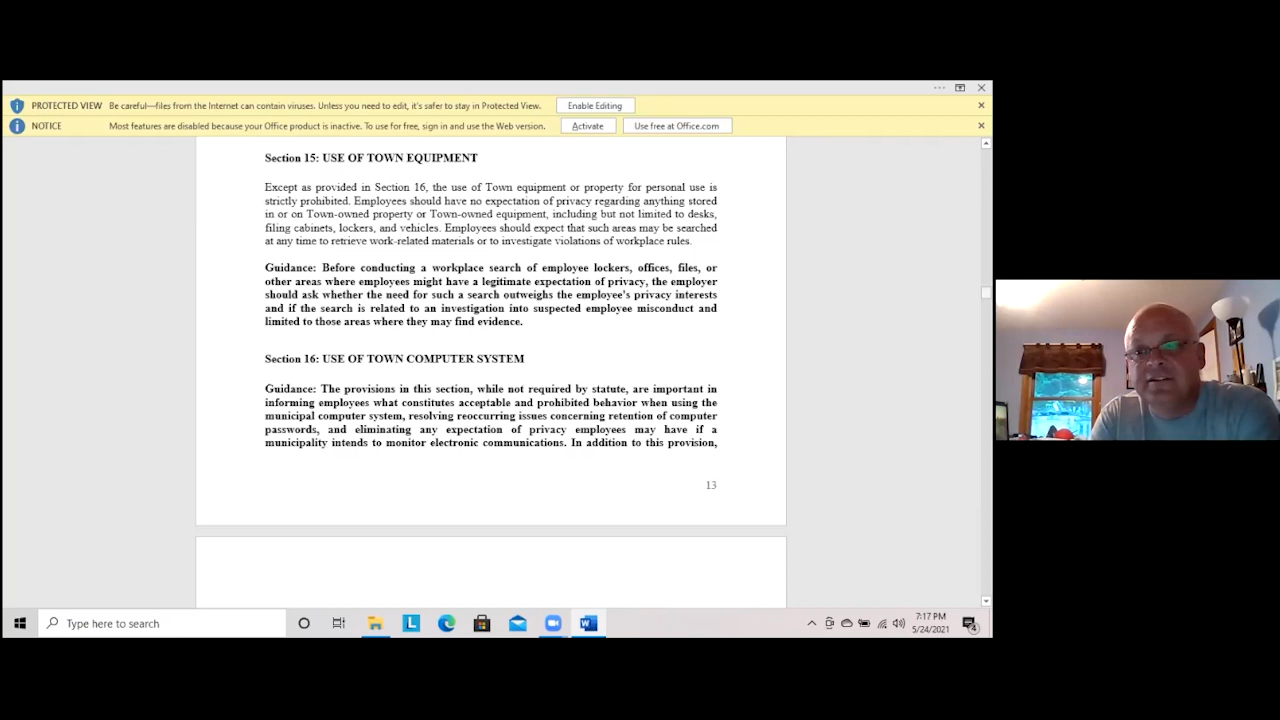 PROTECTED VIEW Be careful—files from the Internet can contain viruses. Unless you need to edit, it's safer to stay in Protected View. Enable Editing
NOTICE Most features are disabled because your Office product is inactive. To use for free, sign in and use the Web version. Activate Use free at Office.com
Section 15: USE OF TOWN EQUIPMENT
Except as provided in Section 16, the use of Town equipment or property for personal use is
strictly prohibited. Employees should have no expectation of privacy regarding anything stored
in or on Town-owned property or Town-owned equipment, including but not limited to desks,
filing cabinets, lockers, and vehicles. Employees should expect that such areas may be searched
at any time to retrieve work-related materials or to investigate violations of workplace rules.
Guidance: Before conducting a workplace search of employee lockers, offices, files, or
other areas where employees might have a legitimate expectation of privacy, the employer
should ask whether the need for such a search outweighs the employee's privacy interests
and if the search is related to an investigation into suspected employee misconduct and
limited to those areas where they may find evidence.
Section 16: USE OF TOWN COMPUTER SYSTEM
Guidance: The provisions in this section, while not required by statute, are important in
informing employees what constitutes acceptable and prohibited behavior when using the
municipal computer system, resolving reoccurring issues concerning retention of computer
passwords, and eliminating any expectation of privacy employees may have if a
municipality intends to monitor electronic communications. In addition to this provision,
13
Type here to search
L
W
7:17 PM
5/24/2021
4